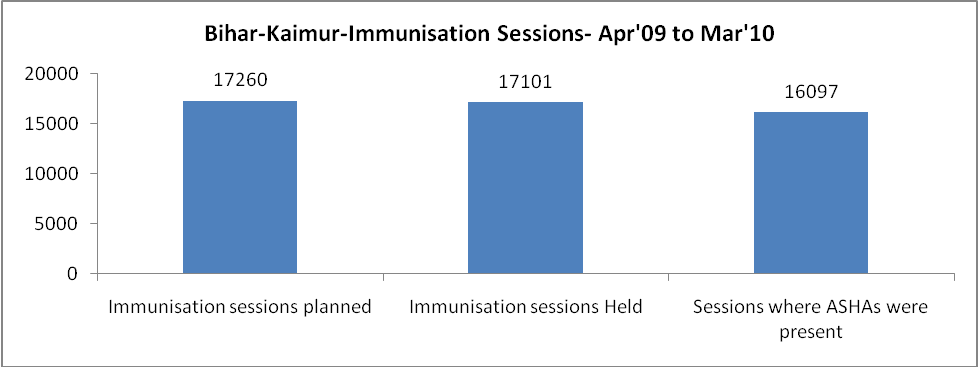 Bihar-Kaimur-Immunisation Sessions- Apr'09 to Mar'10
20000
15000
10000
5000
0
17260
17101
16097
Immunisation sessions planned
Immunisation sessions Held
Sessions where ASHAs were
present